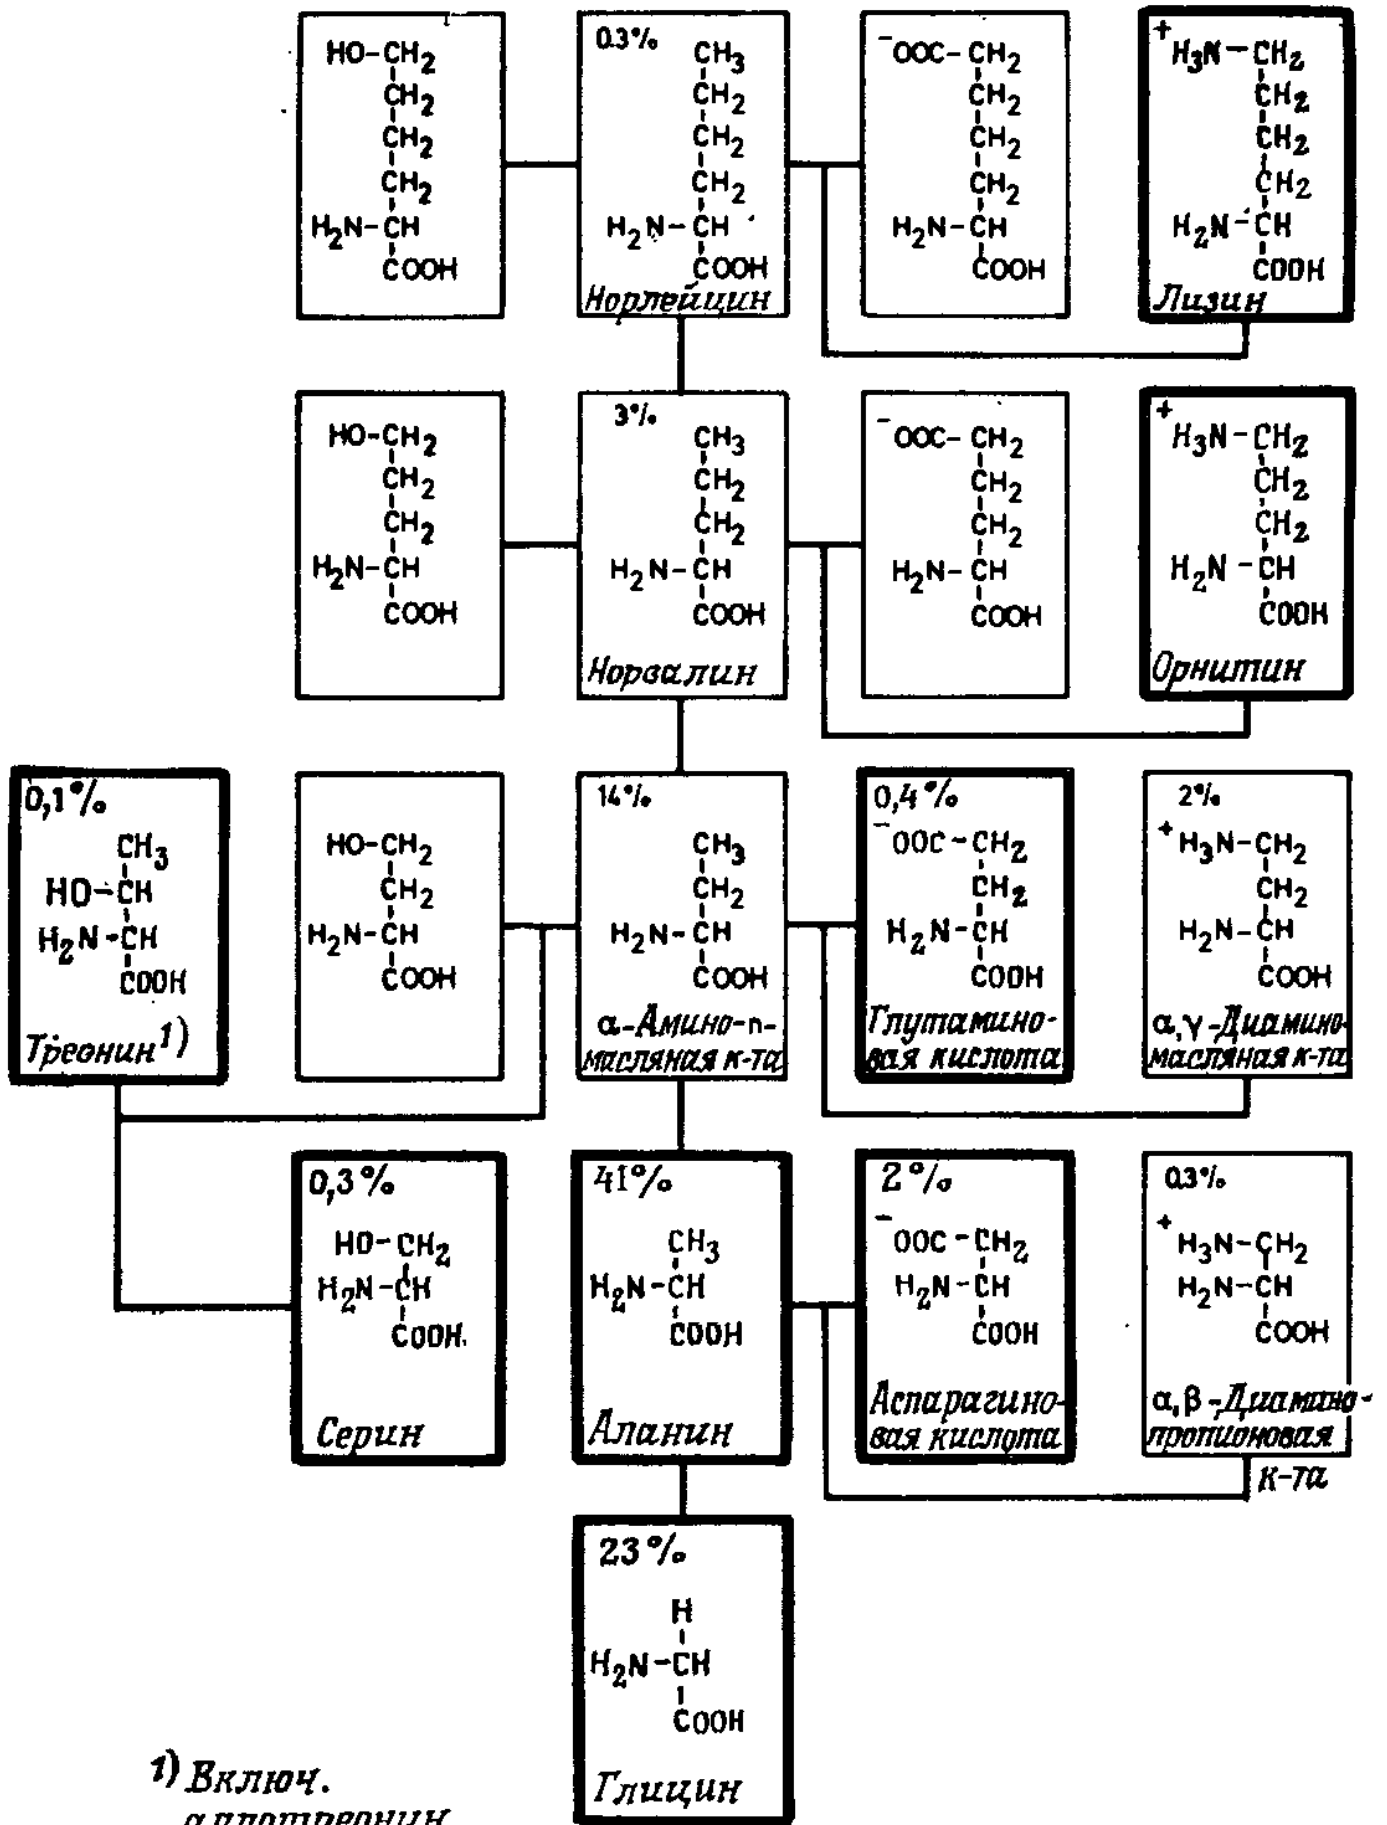 HO-CH2
CH2
CH2
CH2
H2N-CH
COOH
0.3%
CH3
CH2
CH2
CH2
H2N-CH
COOH
Норлейцин
-OOC-CH2
CH2
CH2
CH2
H2N-CH
COOH
+
H3N-CH2
CH2
CH2
CH2
H2N-CH
COOH
Лизин
HO-CH2
CH2
CH2
H2N-CH
COOH
3%
CH3
CH2
CH2
H2N-CH
COOH
Норвалин
-OOC-CH2
CH2
CH2
H2N-CH
COOH
+
H3N-CH2
CH2
CH2
H2N-CH
COOH
Орнитин
0,1%
CH3
HO-CH
H2N-CH
COOH
Треонин1)
HO-CH2
CH2
H2N-CH
COOH
14%
CH3
CH2
H2N-CH
COOH
α-Амино-n-
масляная к-та
0,4%
-OOC-CH2
CH2
H2N-CH
COOH
Глутамино-
вая кислота
2%
+H3N-CH2
CH2
H2N-CH
COOH
α,γ-Диамино-
масляная к-та
0,3%
HO-CH2
H2N-CH
COOH
Серин
41%
CH3
H2N-CH
COOH
Аланин
2%
-OOC-CH2
H2N-CH
COOH
Аспарагино-
вая кислота
0.3%
+
H3N-CH2
H2N-CH
COOH
α,β-Диамино-
пропионовая
к-та
23%
H
H2N-CH
COOH
Глицин
1) Включ.
аллотреонин